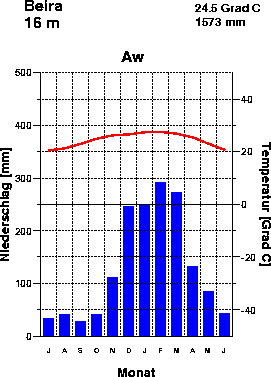 Beira
16 m
24.5 Grad C
1573 mm
Aw
500
400
300
200
100
0
Niederschlag [mm]
40
20
0
-20
-40
Temperatur [Grad C]
J A S O N D J F M A M J
Monat